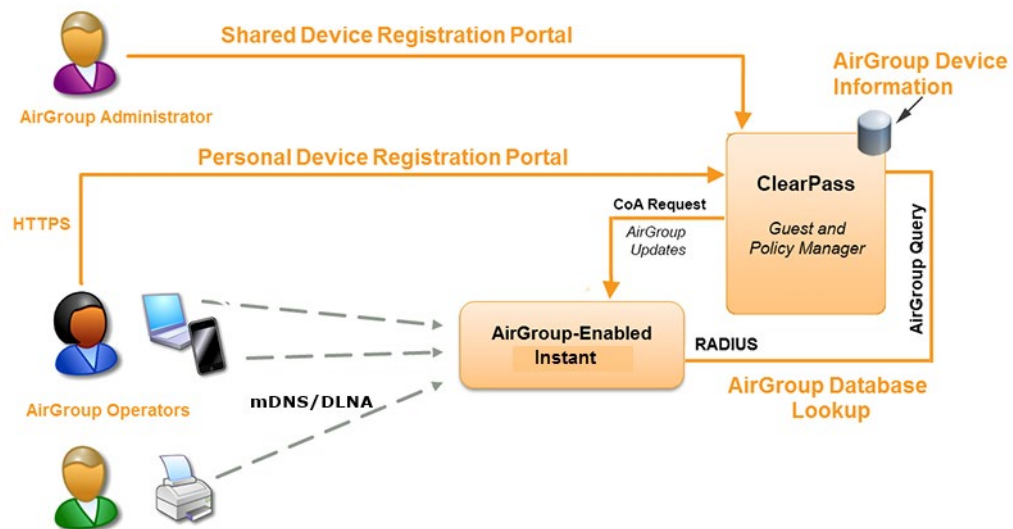 Shared Device Registration Portal
AirGroup Device
Information
AirGroup Administrator
Personal Device Registration Portal
ClearPass
Guest and
Policy Manager
HTTPS
CoA Request
AirGroup
Updates
AirGroup Query
AirGroup-Enabled
Instant
RADIUS
AirGroup Database
Lookup
mDNS/DLNA
AirGroup Operators